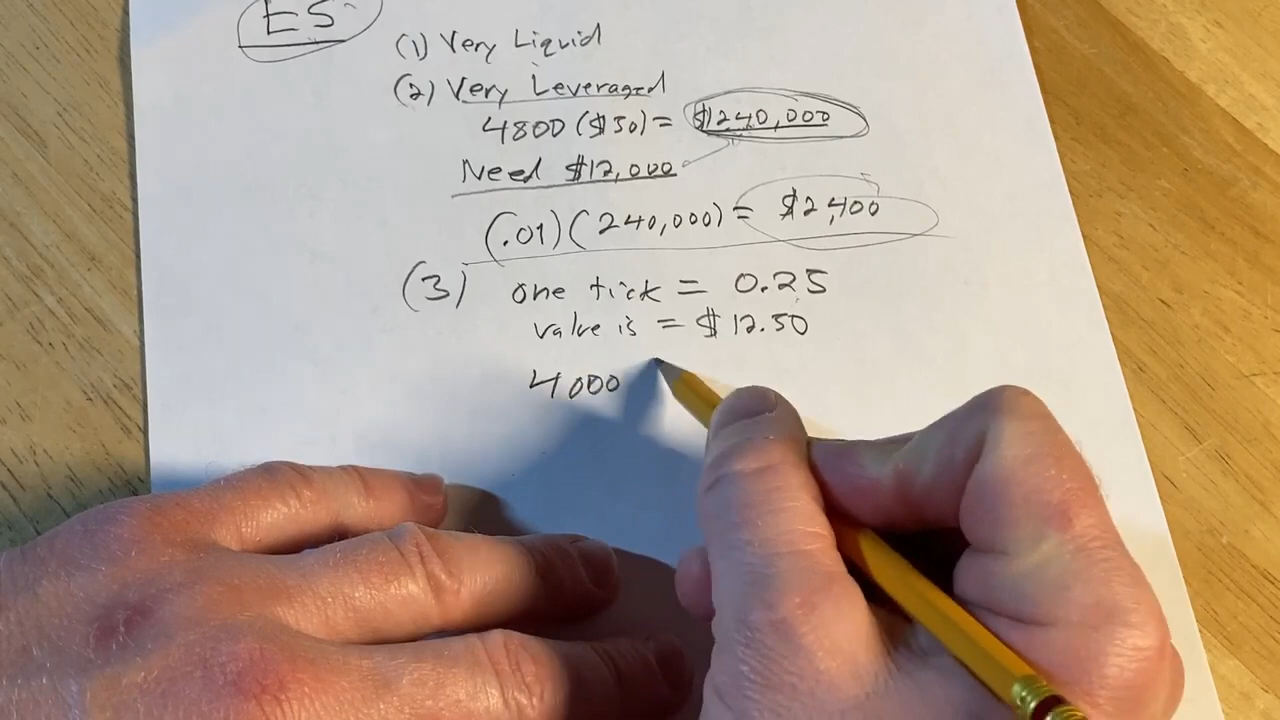 ES
(1) Very Liquid
(2) Very Leveraged
4800 ($50) = $240,000
Need $12,000
(.01)(240,000) = $2,400
(3) one tick = 0.25
value is = $12.50
4000